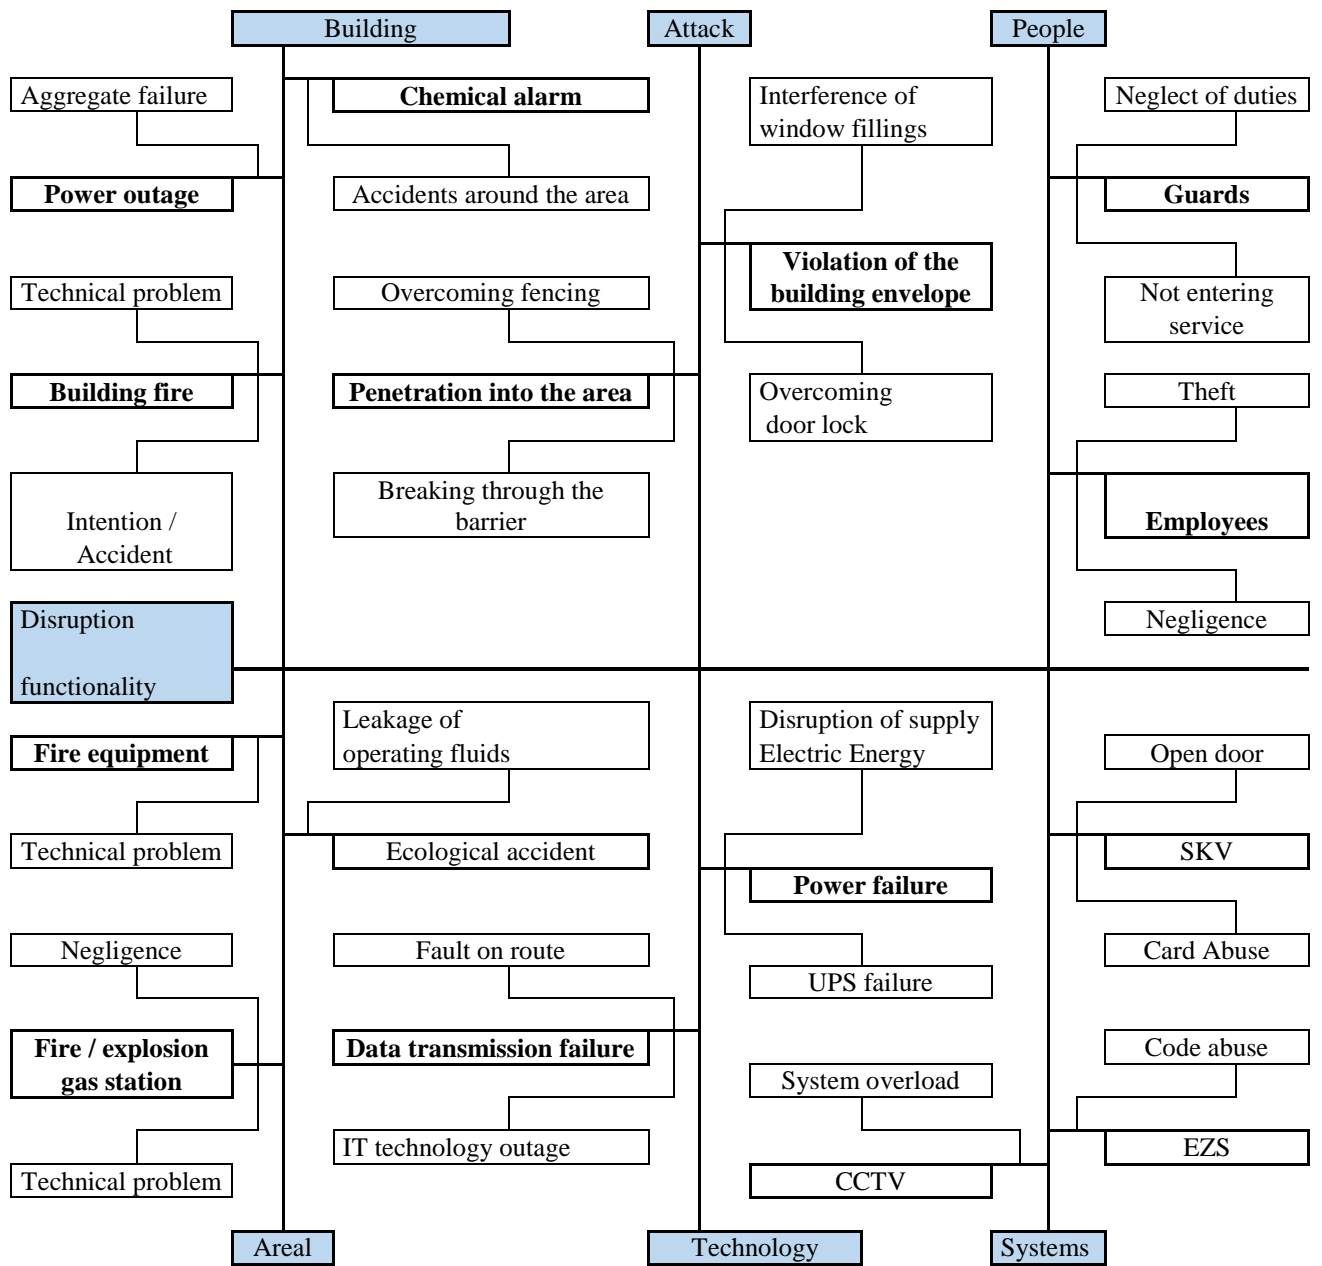 Building
Attack
People
Aggregate failure
Chemical alarm
Interference of
window fillings
Neglect of duties
Power outage
Accidents around the area
Guards
Violation of the
building envelope
Technical problem
Overcoming fencing
Not entering
service
Building fire
Penetration into the area
Overcoming
door lock
Theft
Intention /
Accident
Breaking through the
barrier
Employees
Disruption
functionality
Negligence
Leakage of
operating fluids
Disruption of supply
Electric Energy
Fire equipment
Open door
Technical problem
Ecological accident
SKV
Power failure
Negligence
Fault on route
Card Abuse
UPS failure
Fire / explosion
gas station
Data transmission failure
Code abuse
System overload
IT technology outage
EZS
Technical problem
CCTV
Areal
Technology
Systems